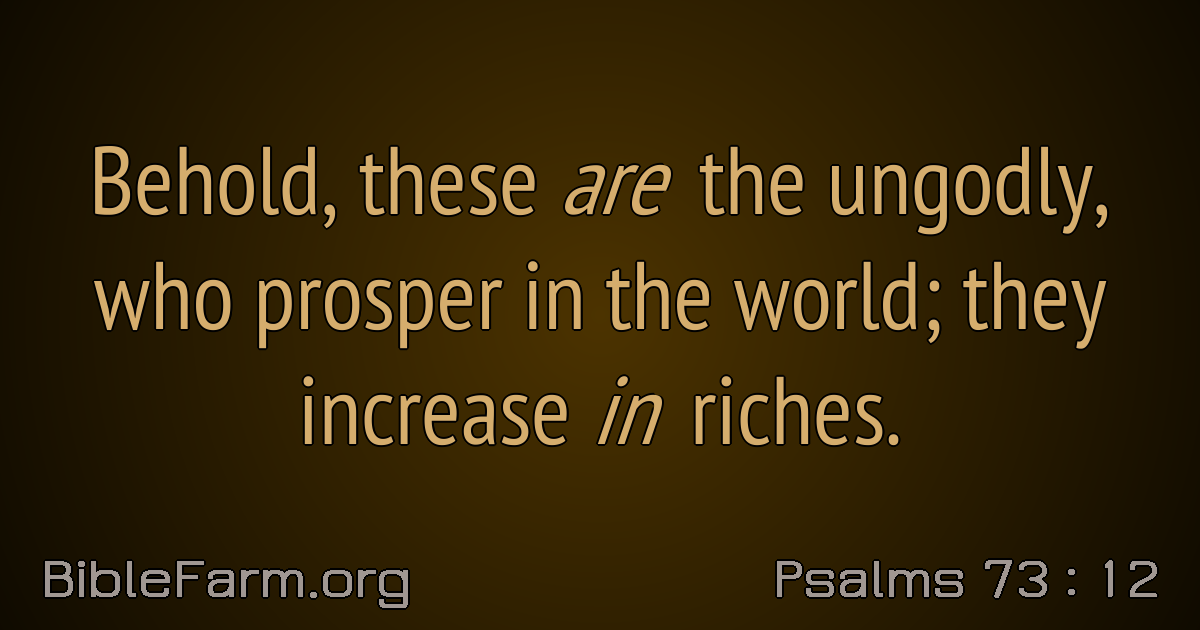 Behold, these are the ungodly,
who prosper in the world; they
increase in riches.
BibleFarm.org
Psalms 73 : 12